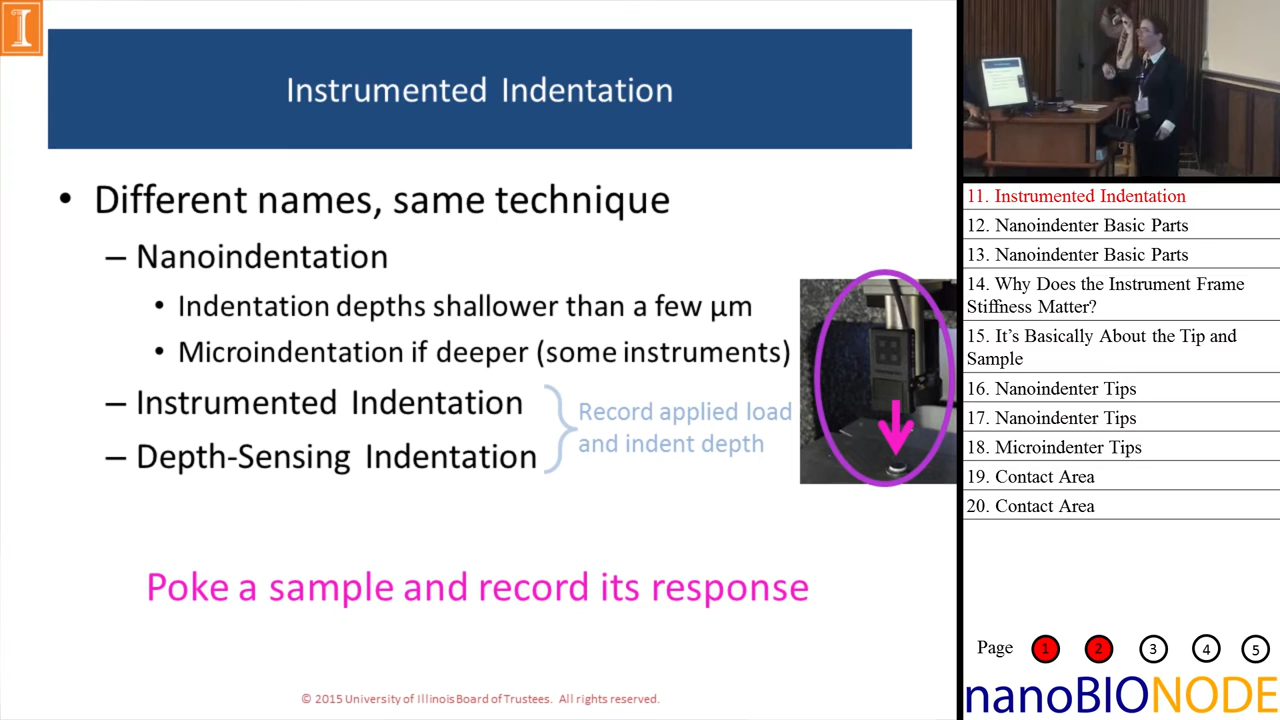 I
Instrumented Indentation
• Different names, same technique
– Nanoindentation
• Indentation depths shallower than a few µm
• Microindentation if deeper (some instruments)
– Instrumented Indentation
– Depth-Sensing Indentation
Record applied load
and indent depth
Poke a sample and record its response
© 2015 University of IllinoisBoard of Trustees. All rights reserved.
11. Instrumented Indentation
12. Nanoindenter Basic Parts
13. Nanoindenter Basic Parts
14. Why Does the Instrument Frame
Stiffness Matter?
15. It's Basically About the Tip and
Sample
16. Nanoindenter Tips
17. Nanoindenter Tips
18. Microindenter Tips
19. Contact Area
20. Contact Area
Page 1 2 3 4 5
nanoBIONODE